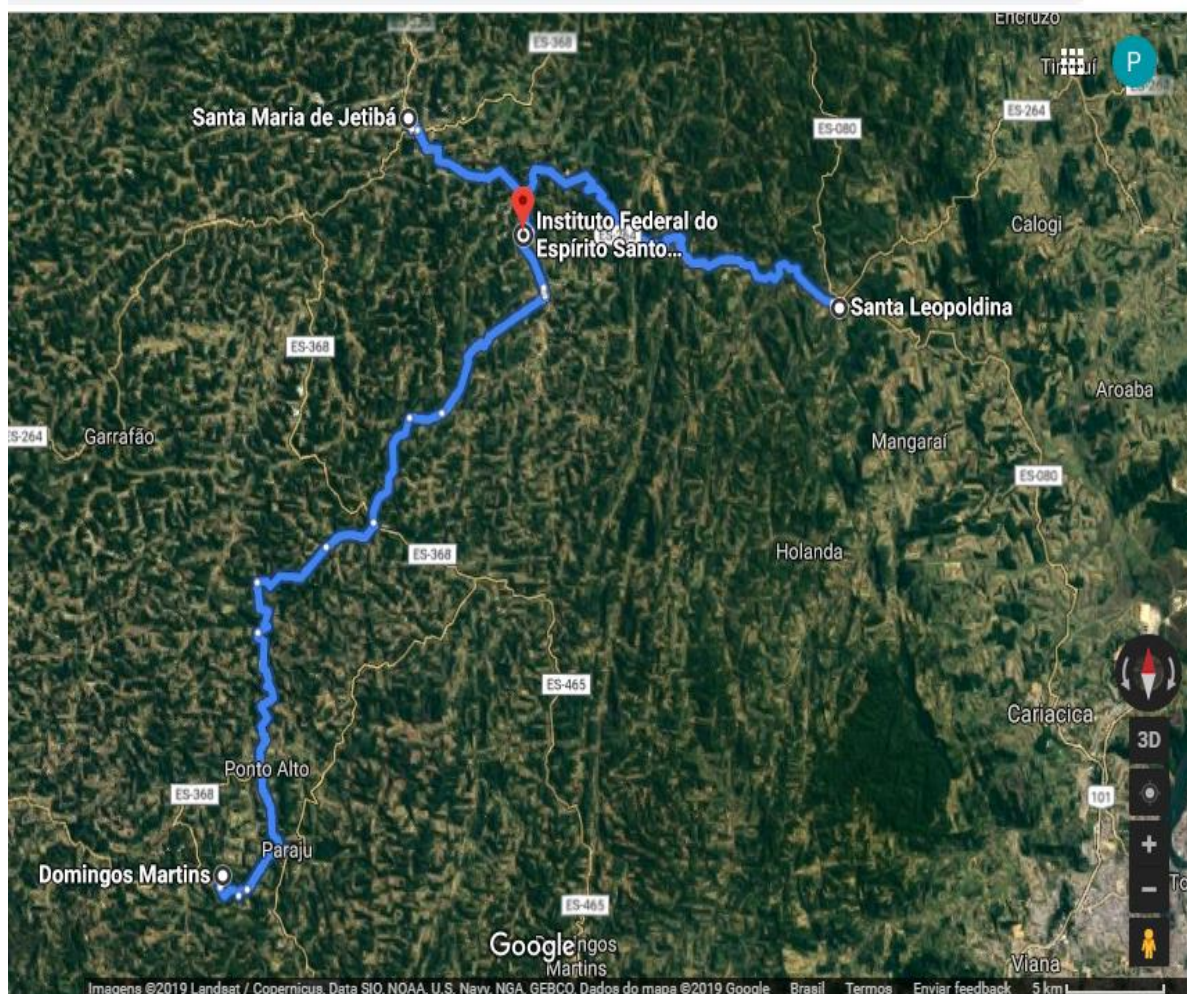 Encruzo
ES-368
P
ES-264
Santa Maria de Jetibá
ES-080
Instituto Federal do
Espírito Santo...
Calogi
Santa Leopoldina
ES-368
Aroaba
ES-264
Garrafão
Mangaraí
ES-080
ES-368
Holanda
ES-465
Cariacica
3D
Ponto Alto
ES-368
101
Paraju
Domingos Martins
ES-465
Google
Martins
Viana
Imagens ©2019 Landsat / Copernicus, Data SIO, NOAA, U.S. Navy, NGA, GEBCO, Dados do mapa ©2019 Google Brasil Termos Enviar feedback 5 km